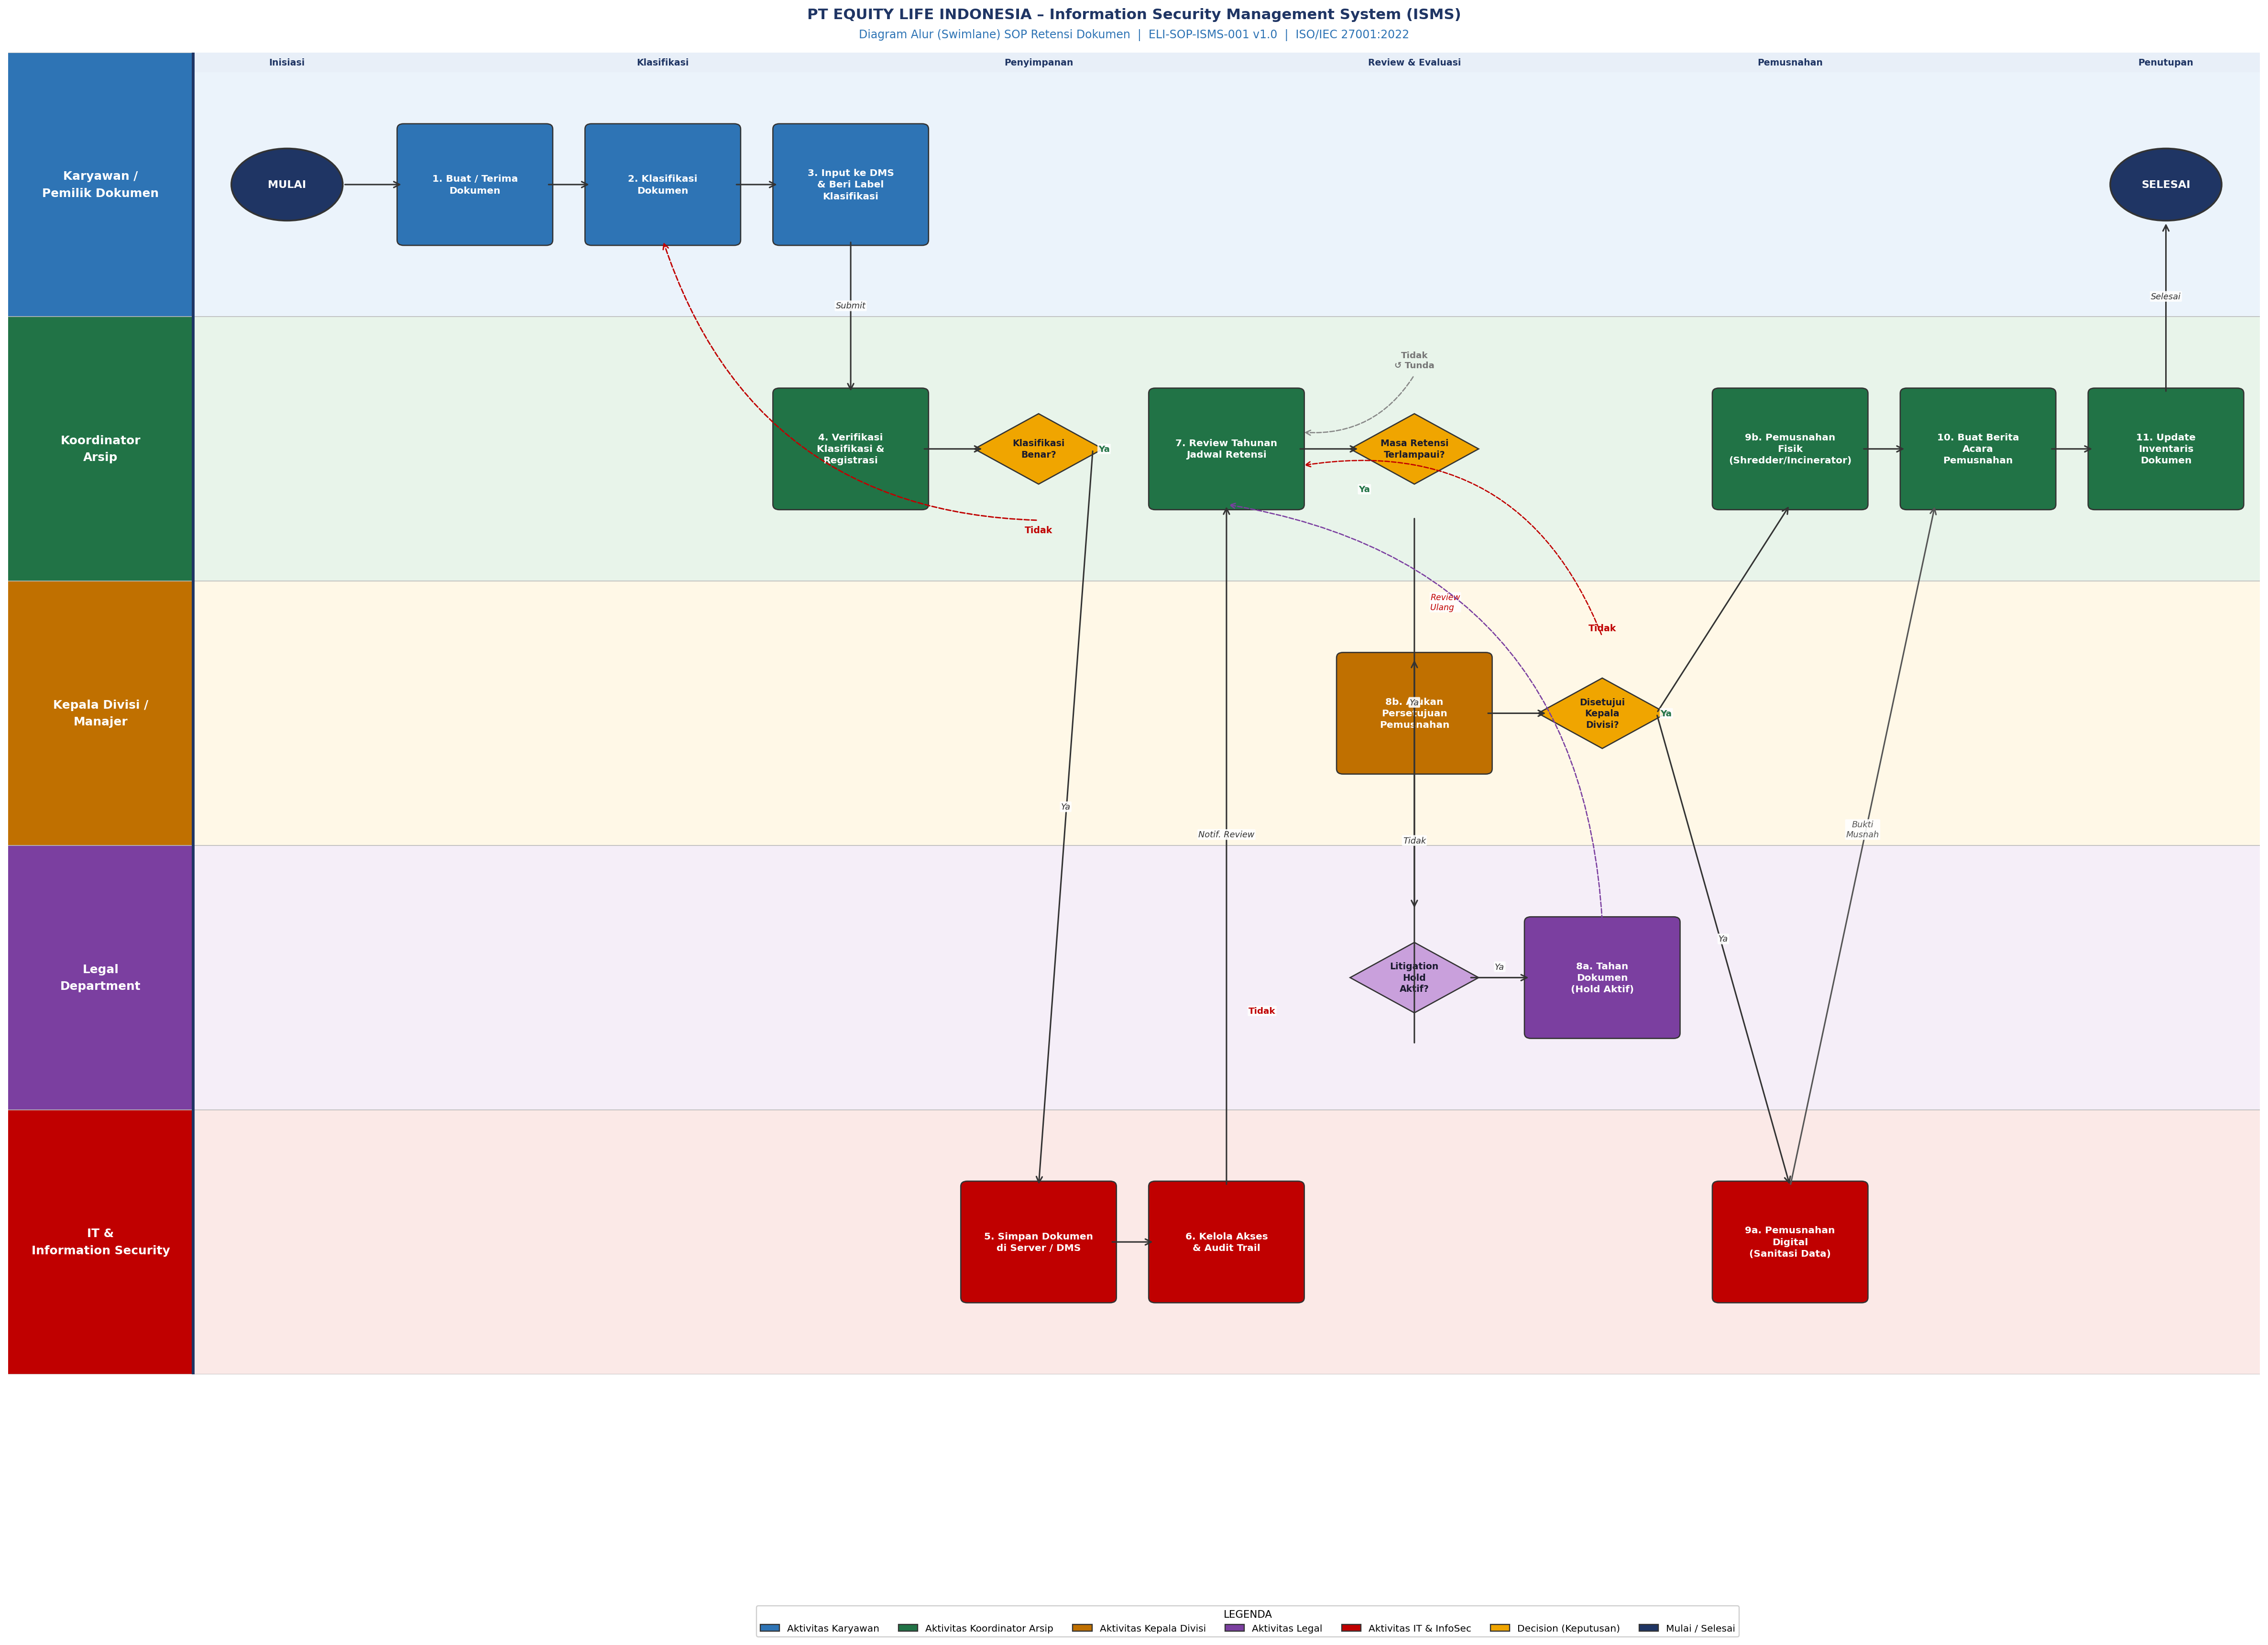 PT EQUITY LIFE INDONESIA – Information Security Management System (ISMS)
Diagram Alur (Swimlane) SOP Retensi Dokumen | ELI-SOP-ISMS-001 v1.0 | ISO/IEC 27001:2022
Inisiasi
Klasifikasi
Penyimpanan
Review & Evaluasi
Pemusnahan
Penutupan
Karyawan /
Pemilik Dokumen
MULAI
1. Buat / Terima
Dokumen
2. Klasifikasi
Dokumen
3. Input ke DMS
& Beri Label
Klasifikasi
SELESAI
Submit
Selesai
Koordinator
Arsip
4. Verifikasi
Klasifikasi &
Registrasi
Klasifikasi
Benar?
Ya
Tidak
7. Review Tahunan
Jadwal Retensi
Tidak
↺ Tunda
Masa Retensi
Terlampaui?
Ya
9b. Pemusnahan
Fisik
(Shredder/Incinerator)
10. Buat Berita
Acara
Pemusnahan
11. Update
Inventaris
Dokumen
Kepala Divisi /
Manajer
Review
Ulang
Tidak
8b. Ajukan
Persetujuan
Pemusnahan
Ya
Disetujui
Kepala
Divisi?
Ya
Ya
Notif. Review
Tidak
Bukti
Musnah
Legal
Department
Litigation
Hold
Aktif?
Ya
8a. Tahan
Dokumen
(Hold Aktif)
Ya
Tidak
IT &
Information Security
5. Simpan Dokumen
di Server / DMS
6. Kelola Akses
& Audit Trail
9a. Pemusnahan
Digital
(Sanitasi Data)
LEGENDA
Aktivitas Karyawan
Aktivitas Koordinator Arsip
Aktivitas Kepala Divisi
Aktivitas Legal
Aktivitas IT & InfoSec
Decision (Keputusan)
Mulai / Selesai